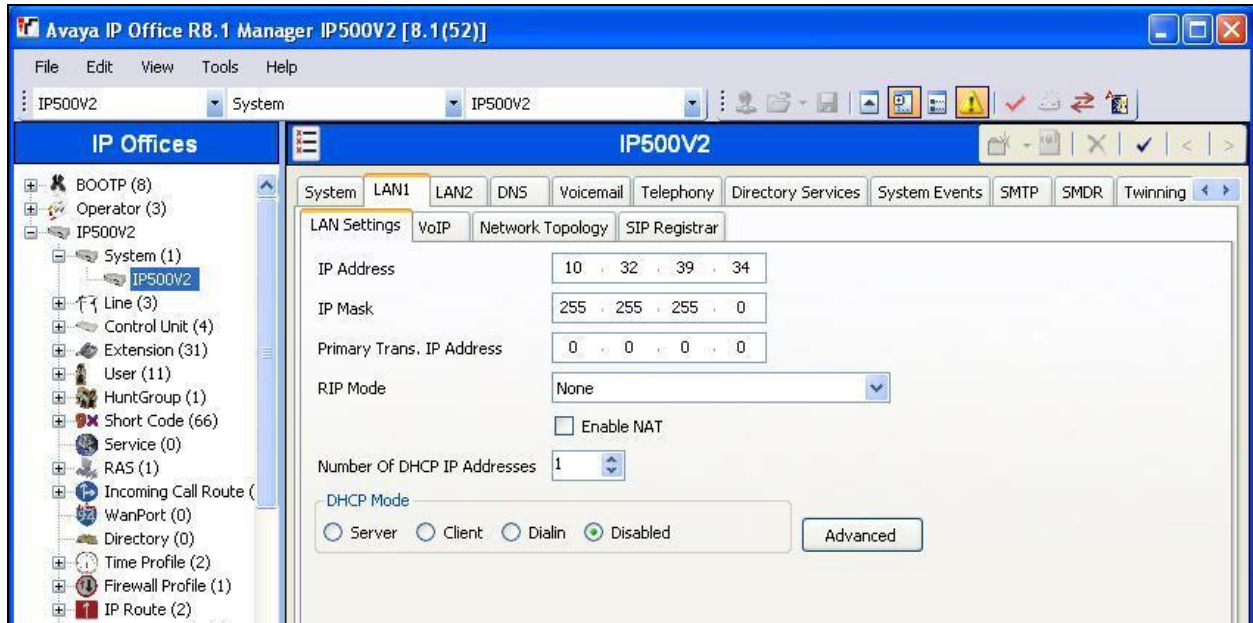 Avaya IP Office R8.1 Manager IP500V2 [8.1(52)]
File Edit View Tools Help
IP500V2 System IP500V2
IP Offices
IP500V2
BOOTP (8)
Operator (3)
IP500V2
System (1)
IP500V2
Line (3)
Control Unit (4)
Extension (31)
User (11)
HuntGroup (1)
Short Code (66)
Service (0)
RAS (1)
Incoming Call Route (
WanPort (0)
Directory (0)
Time Profile (2)
Firewall Profile (1)
IP Route (2)
System LAN1 LAN2 DNS Voicemail Telephony Directory Services System Events SMTP SMDR Twinning
LAN Settings VoIP Network Topology SIP Registrar
IP Address 10 . 32 . 39 . 34
IP Mask 255 . 255 . 255 . 0
Primary Trans. IP Address 0 . 0 . 0 . 0
RIP Mode None
Enable NAT
Number Of DHCP IP Addresses 1
DHCP Mode
Server Client Dialin Disabled Advanced